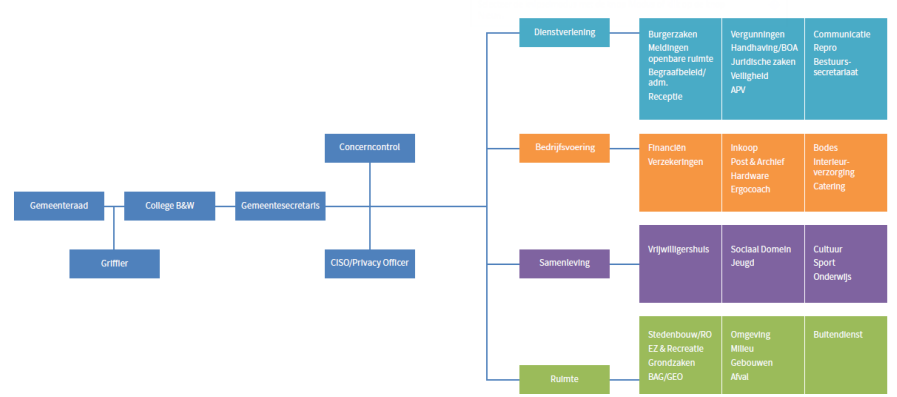 Gemeenteraad
Griffier
College B&W
Gemeentesecretaris
Concerncontrol
CISO/Privacy Officer
Dienstverlening
Burgerzaken
Meldingen
openbare ruimte
Begraafbeleid/
adm.
Receptie
Vergunningen
Handhaving/BOA
Juridische zaken
Veiligheid
APV
Communicatie
Repro
Bestuurs-
secretariaat
Bedrijfsvoering
Financiën
Verzekeringen
Inkoop
Post & Archief
Hardware
Ergocoach
Bodes
Interieur-
verzorging
Catering
Samenleving
Vrijwilligershuis
Sociaal Domein
Jeugd
Cultuur
Sport
Onderwijs
Ruimte
Stedenbouw/RO
EZ & Recreatie
Grondzaken
BAG/GEO
Omgeving
Milieu
Gebouwen
Afval
Buitendienst